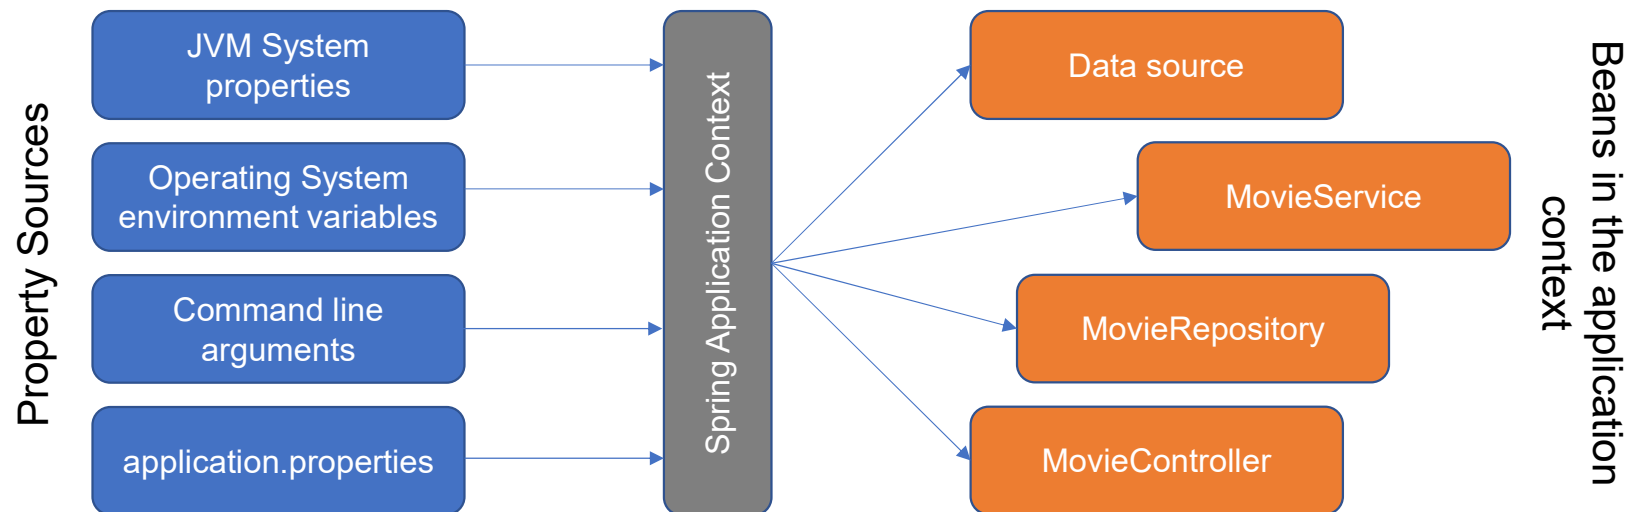 Property Sources
JVM System
properties
Operating System
environment variables
Command line
arguments
application.properties
Spring Application Context
Data source
MovieService
MovieRepository
MovieController
Beans in the application
context